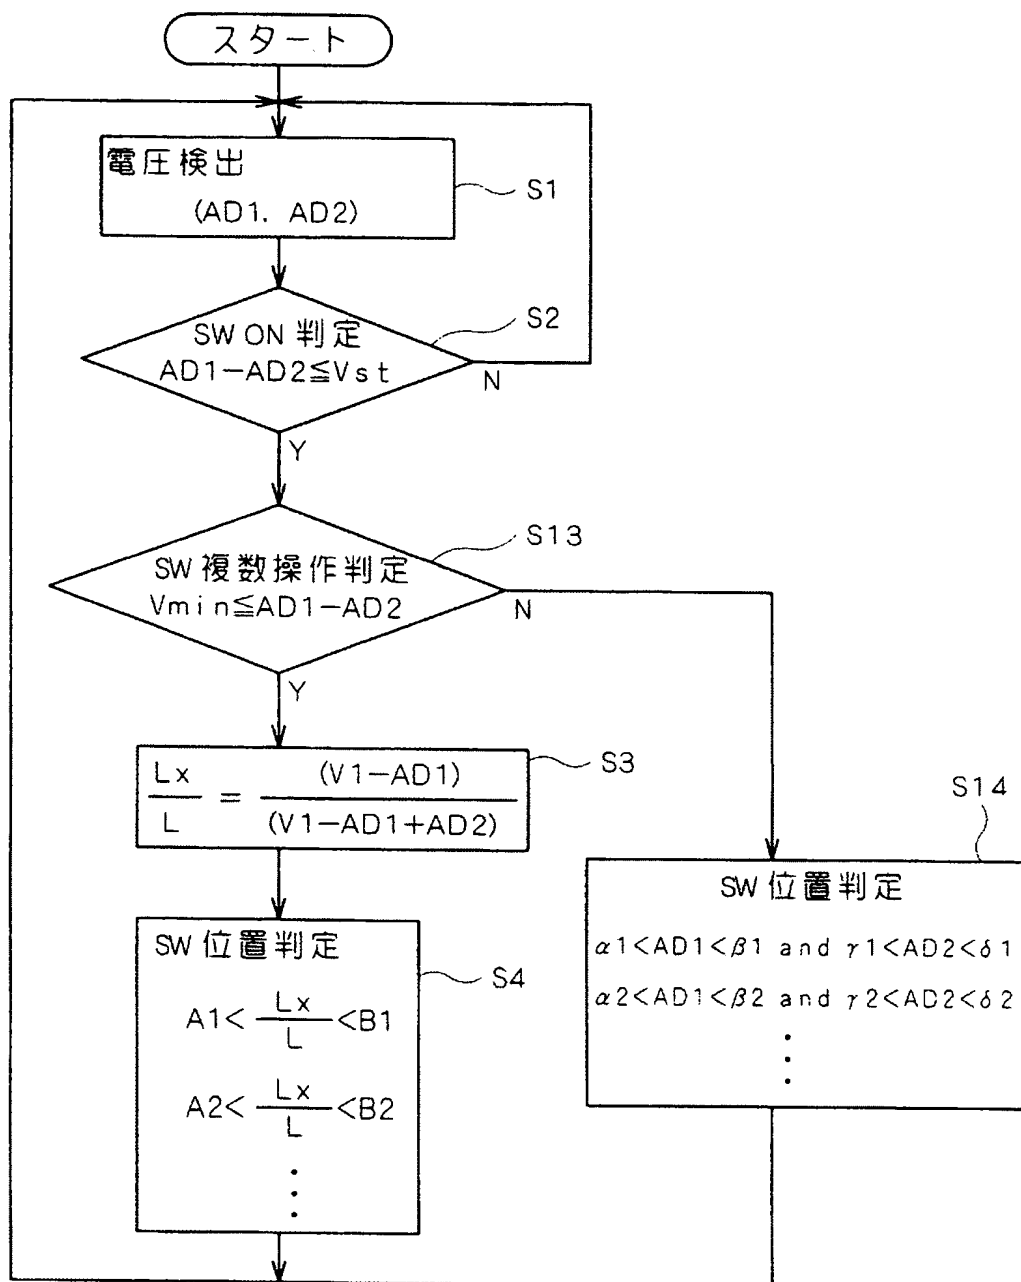 スタート
電圧検出
(AD1. AD2)
S1
SW ON 判定
AD1−AD2≦Vst
S2
N
Y
SW 複数操作判定
Vmin≦AD1−AD2
S13
N
Y
Lx/L = (V1−AD1)/(V1−AD1+AD2)
S3
SW 位置判定
A1< Lx/L <B1
A2< Lx/L <B2
⋮
S4
S14
SW 位置判定
α1<AD1<β1 and γ1<AD2<δ1
α2<AD1<β2 and γ2<AD2<δ2
⋮